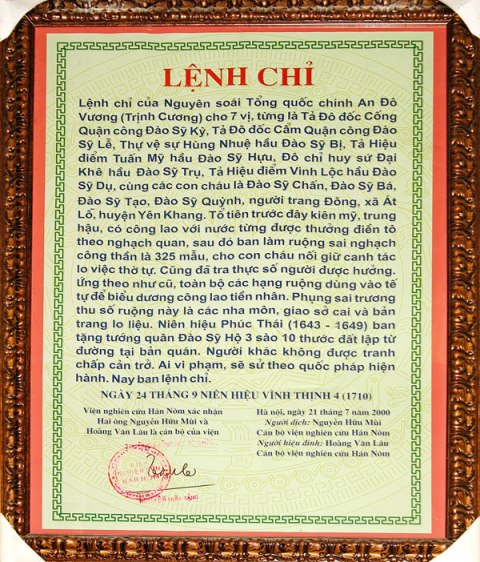 LỆNH CHỈ
Lệnh chỉ của Nguyên soái Tổng quốc chính An Đô
Vương (Trịnh Cương) cho 7 vị, từng là Tả Đô đốc Cống
Quận công Đào Sỹ Kỳ, Tả Đô đốc Cẩm Quận công Đào
Sỹ Lễ, Thự vệ sự Hùng Nhuệ hầu Đào Sỹ Bị, Tả Hiệu
điểm Tuấn Mỹ hầu Đào Sỹ Hựu, Đô chỉ huy sứ Đại
Khê hầu Đào Sỹ Trụ, Tả Hiệu điểm Vinh Lộc hầu Đào
Sỹ Dụ, cùng các con cháu là Đào Sỹ Chấn, Đào Sỹ Bá,
Đào Sỹ Tạo, Đào Sỹ Quỳnh, người trang Đông, xã Át
Lố, huyện Yên Khang. Tổ tiên trước đây kiên mỹ, trung
hậu, có công lao với nước từng được thưởng điển tô
theo nghạch quan, sau đó ban làm ruộng sai nghạch
công thần là 325 mẫu, cho con cháu nối giữ canh tác
lo việc thờ tự. Cũng đã tra thực số người được hưởng.
Ứng theo như cũ, toàn bộ các hạng ruộng dùng vào tế
tự để biểu dương công lao tiền nhân. Phụng sai trương
thu số ruộng này là các nha môn, giao sở cai và bản
trang lo liệu. Niên hiệu Phúc Thái (1643 - 1649) ban
tặng tướng quân Đào Sỹ Hộ 3 sào 10 thước đất lập từ
đường tại bản quán. Người khác không được tranh
chấp cản trở. Ai vi phạm, sẽ sử theo quốc pháp hiện
hành. Nay ban lệnh chỉ.
NGÀY 24 THÁNG 9 NIÊN HIỆU VĨNH THỊNH 4 (1710)
Viện nghiên cứu Hán Nôm xác nhận
Hai ông Nguyễn Hữu Mùi và
Hoàng Văn Lâu là cán bộ của viện
Hà nội, ngày 21 tháng 7 năm 2000
Người dịch: Nguyễn Hữu Mùi
Cán bộ viện nghiên cứu Hán Nôm
Người hiệu đính: Hoàng Văn Lâu
Cán bộ viện nghiên cứu Hán Nôm